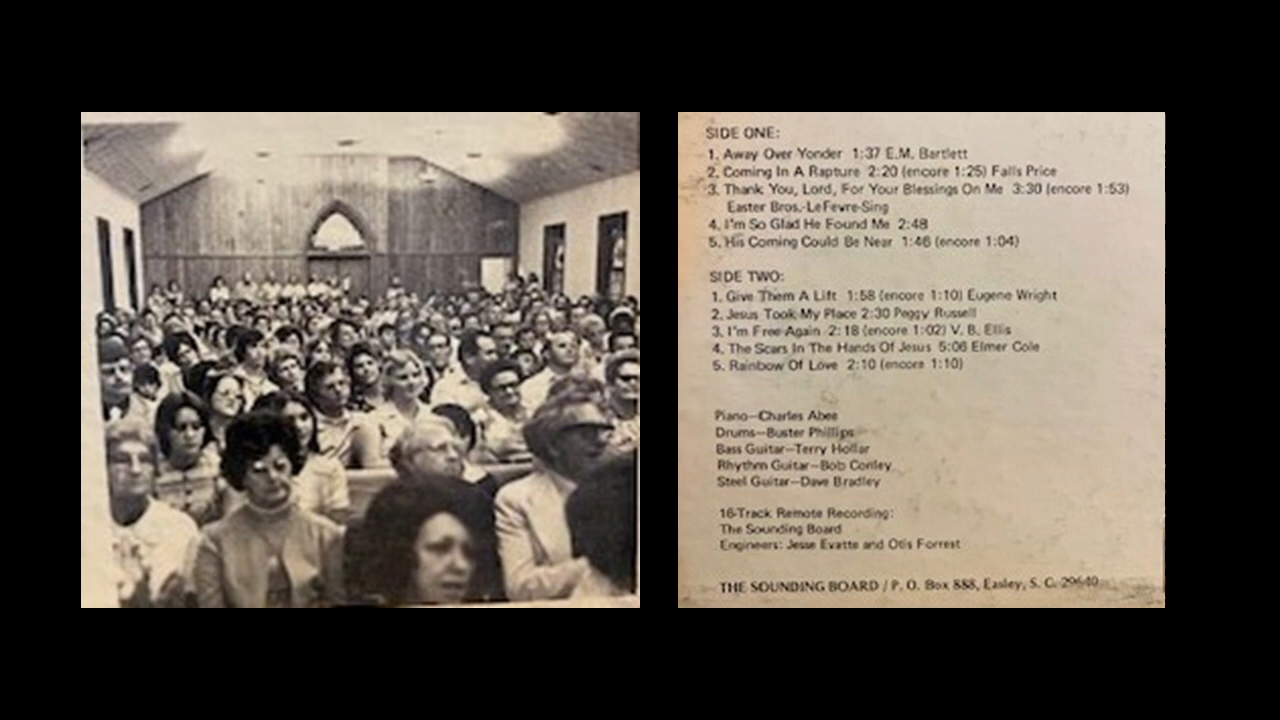 SIDE ONE:
1. Away Over Yonder 1:37 E.M. Bartlett
2. Coming In A Rapture 2:20 (encore 1:25) Falls Price
3. Thank You, Lord, For Your Blessings On Me 3:30 (encore 1:53)
Easter Bros.-LeFevre-Sing
4. I'm So Glad He Found Me 2:48
5. His Coming Could Be Near 1:46 (encore 1:04)
SIDE TWO:
1. Give Them A Lift 1:58 (encore 1:10) Eugene Wright
2. Jesus Took My Place 2:30 Peggy Russell
3. I'm Free Again 2:18 (encore 1:02) V. B. Ellis
4. The Scars In The Hands Of Jesus 5:06 Elmer Cole
5. Rainbow Of Love 2:10 (encore 1:10)
Piano—Charles Abee
Drums—Buster Phillips
Bass Guitar—Terry Hollar
Rhythm Guitar—Bob Conley
Steel Guitar—Dave Bradley
16-Track Remote Recording:
The Sounding Board
Engineers: Jesse Evatte and Otis Forrest
THE SOUNDING BOARD / P. O. Box 888, Easley, S. C. 29640